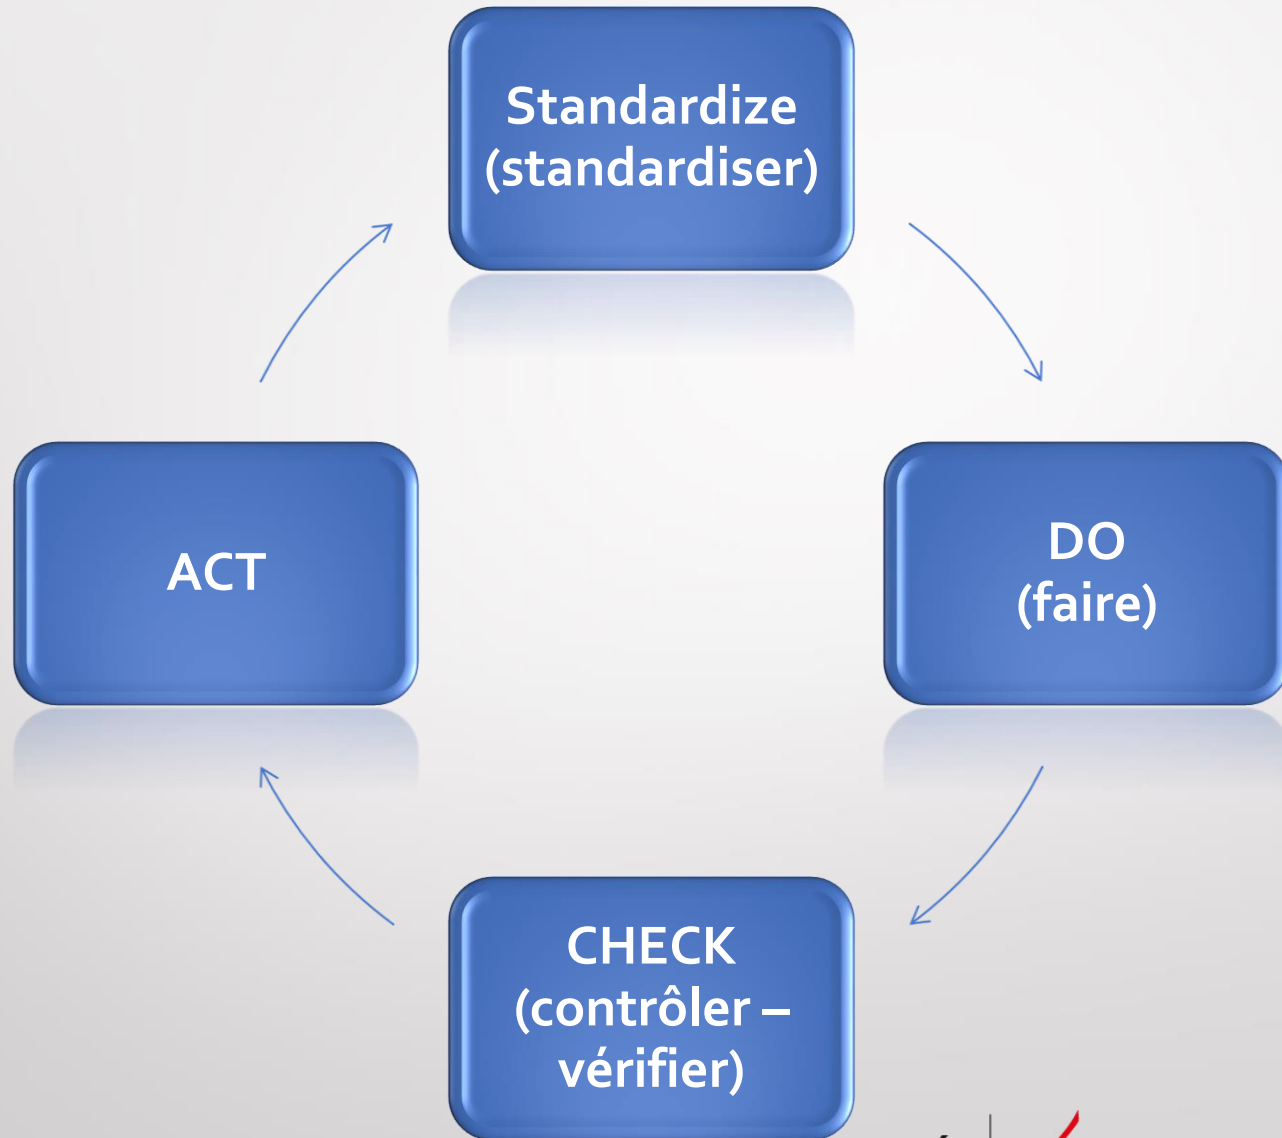 Standardize
(standardiser)
ACT
DO
(faire)
CHECK
(contrôler –
vérifier)